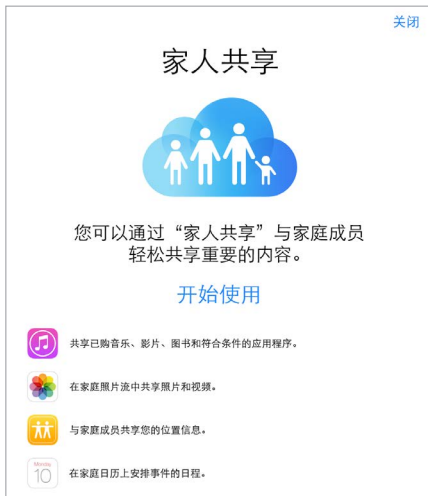 关闭
家人共享
您可以通过“家人共享”与家庭成员
轻松共享重要的内容。
开始使用
共享已购音乐、影片、图书和符合条件的应用程序。
在家庭照片流中共享照片和视频。
与家庭成员共享您的位置信息。
Monday
10
在家庭日历上安排事件的日程。